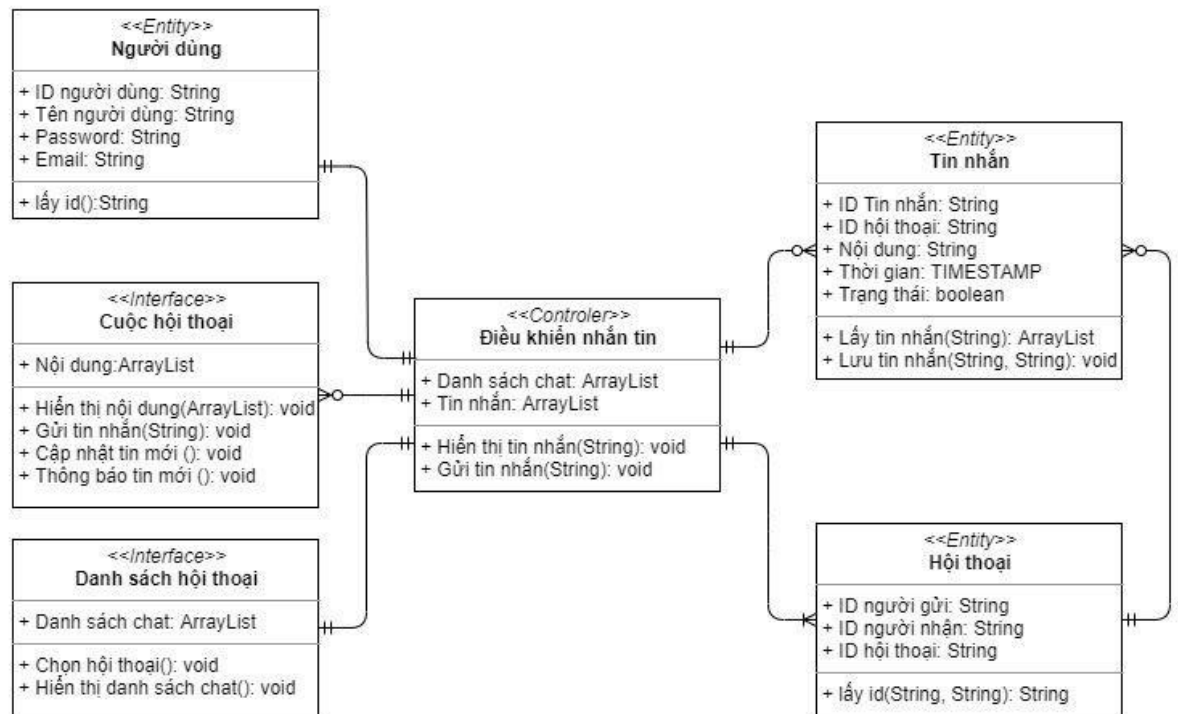 <<Entity>>
Người dùng
+ ID người dùng: String
+ Tên người dùng: String
+ Password: String
+ Email: String
+ lấy id():String
<<Interface>>
Cuộc hội thoại
+ Nội dung:ArrayList
+ Hiển thị nội dung(ArrayList): void
+ Gửi tin nhắn(String): void
+ Cập nhật tin mới (): void
+ Thông báo tin mới (): void
<<Interface>>
Danh sách hội thoại
+ Danh sách chat: ArrayList
+ Chọn hội thoại(): void
+ Hiển thị danh sách chat(): void
<<Controler>>
Điều khiển nhắn tin
+ Danh sách chat: ArrayList
+ Tin nhắn: ArrayList
+ Hiển thị tin nhắn(String): void
+ Gửi tin nhắn(String): void
<<Entity>>
Tin nhắn
+ ID Tin nhắn: String
+ ID hội thoại: String
+ Nội dung: String
+ Thời gian: TIMESTAMP
+ Trạng thái: boolean
+ Lấy tin nhắn(String): ArrayList
+ Lưu tin nhắn(String, String): void
<<Entity>>
Hội thoại
+ ID người gửi: String
+ ID người nhận: String
+ ID hội thoại: String
+ lấy id(String, String): String